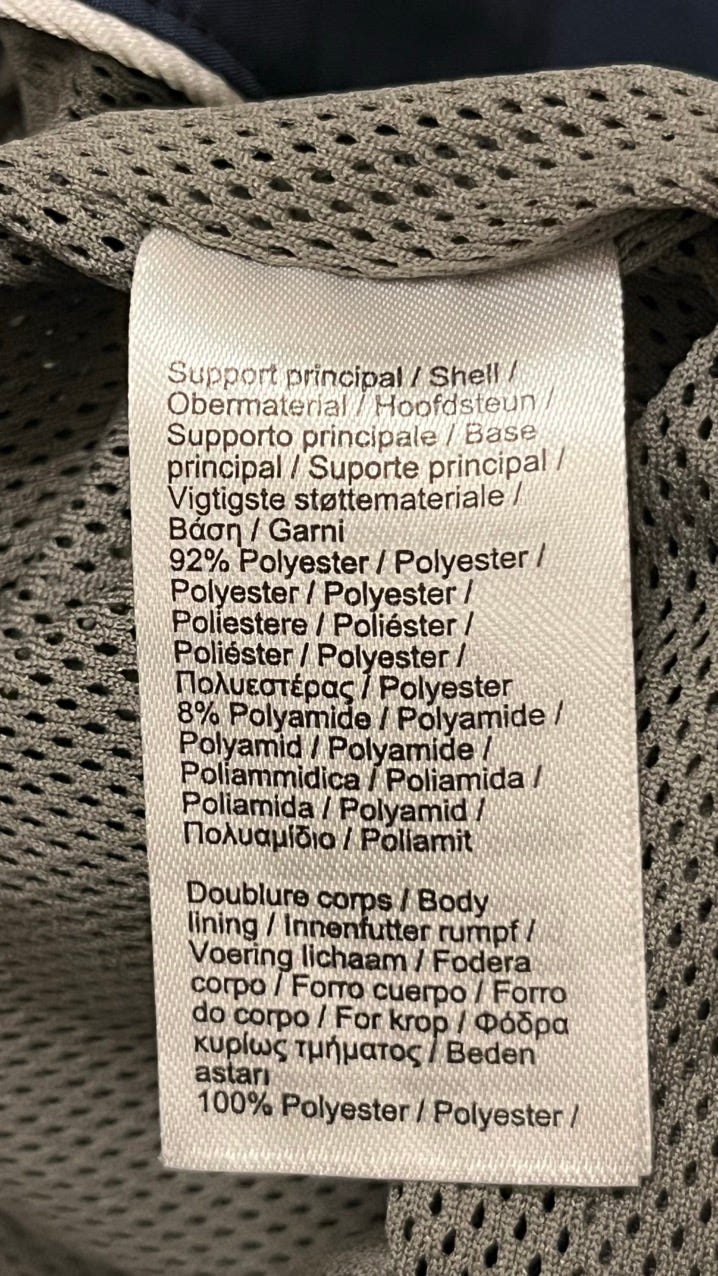 Support principal / Shell /
Obermaterial / Hoofdsteun /
Supporto principale / Base
principal / Suporte principal /
Vigtigste støttemateriale /
Βάση / Garni
92% Polyester / Polyester /
Polyester / Polyester /
Poliestere / Poliéster /
Poliéster / Polyester /
Πολυεστέρας / Polyester
8% Polyamide / Polyamide /
Polyamid / Polyamide /
Poliammidica / Poliamida /
Poliamida / Polyamid /
Πολυαμίδιο / Poliamit
Doublure corps / Body
lining / Innenfutter rumpf /
Voering lichaam / Fodera
corpo / Forro cuerpo / Forro
do corpo / For krop / Φόδρα
κυρίως τμήματος / Beden
astarı
100% Polyester / Polyester /